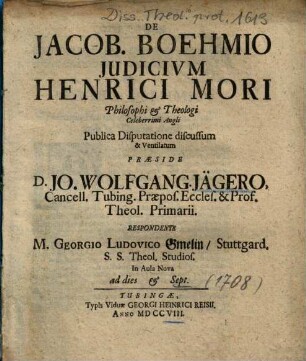 Diss. Theol. prot. 1613
DE
JACOB. BOEHMIO
JUDICIVM
HENRICI MORI
Philosophi & Theologi
Celeberrimi Angli
Publica Disputatione discussum
& Ventilatum
PRÆSIDE
D. JO. WOLFGANG. JÄGERO,
Cancell. Tubing. Præpos. Eccles. & Prof.
Theol. Primarii.
RESPONDENTE
M. GEORGIO LUDOVICO Gmelin / Stuttgard,
S. S. Theol. Studios.
In Aula Nova
ad dies & Sept. (1708)
TUBINGÆ,
Typis Viduæ GEORGI HEINRICI REISII,
ANNO MDCCVIII.